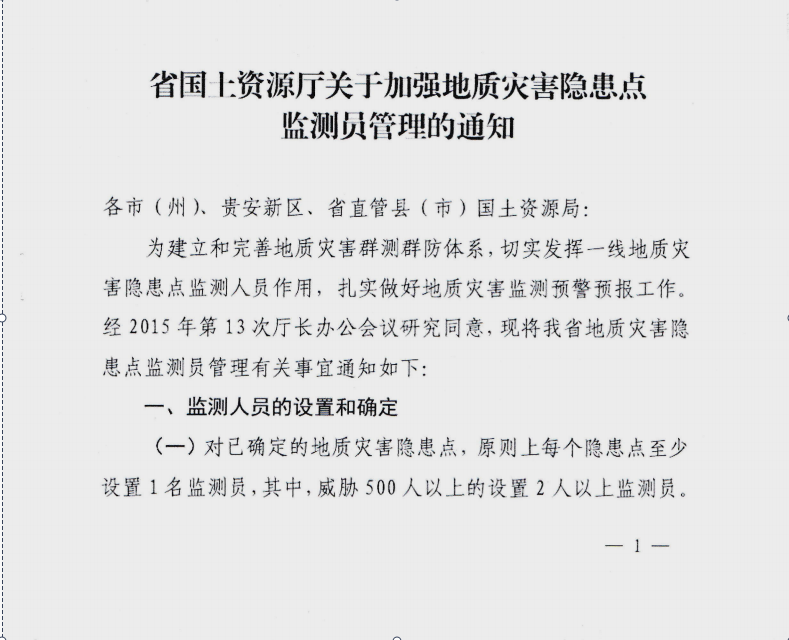 省国土资源厅关于加强地质灾害隐患点
监测员管理的通知
各市（州）、贵安新区、省直管县（市）国土资源局：
为建立和完善地质灾害群测群防体系，切实发挥一线地质灾
害隐患点监测人员作用，扎实做好地质灾害监测预警预报工作。
经 2015 年第 13 次厅长办公会议研究同意，现将我省地质灾害隐
患点监测员管理有关事宜通知如下：
一、监测人员的设置和确定
（一）对已确定的地质灾害隐患点，原则上每个隐患点至少
设置 1 名监测员，其中，威胁 500 人以上的设置 2 人以上监测员。
— 1 —